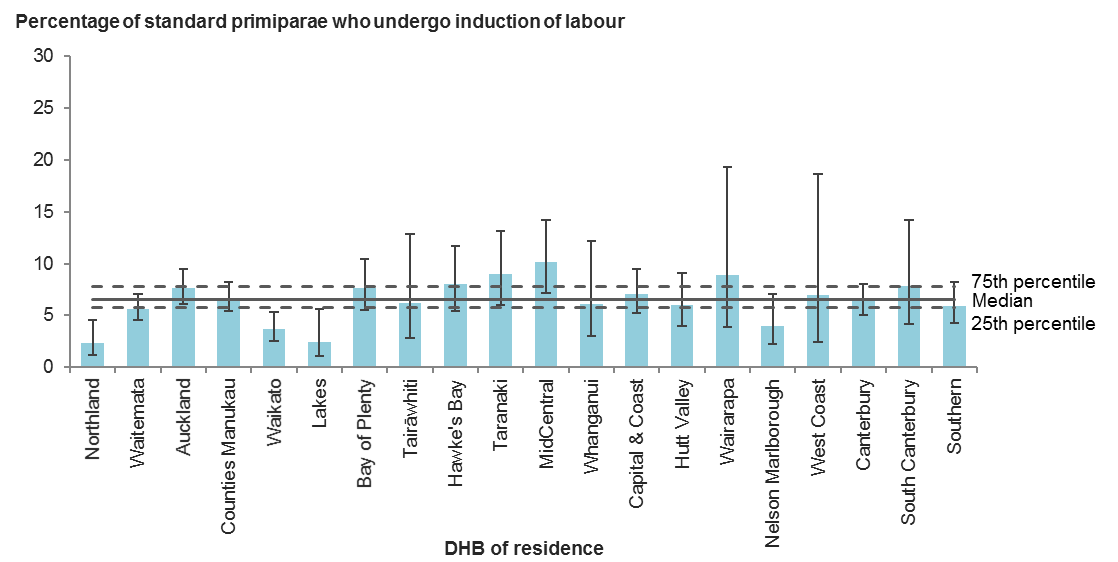 Percentage of standard primiparae who undergo induction of labour
30
25
20
15
10
5
0
75th percentile
Median
25th percentile
Northland
Waitemata
Auckland
Counties Manukau
Waikato
Lakes
Bay of Plenty
Tairāwhiti
Hawke's Bay
Taranaki
MidCentral
Whanganui
Capital & Coast
Hutt Valley
Wairarapa
Nelson Marlborough
West Coast
Canterbury
South Canterbury
Southern
DHB of residence